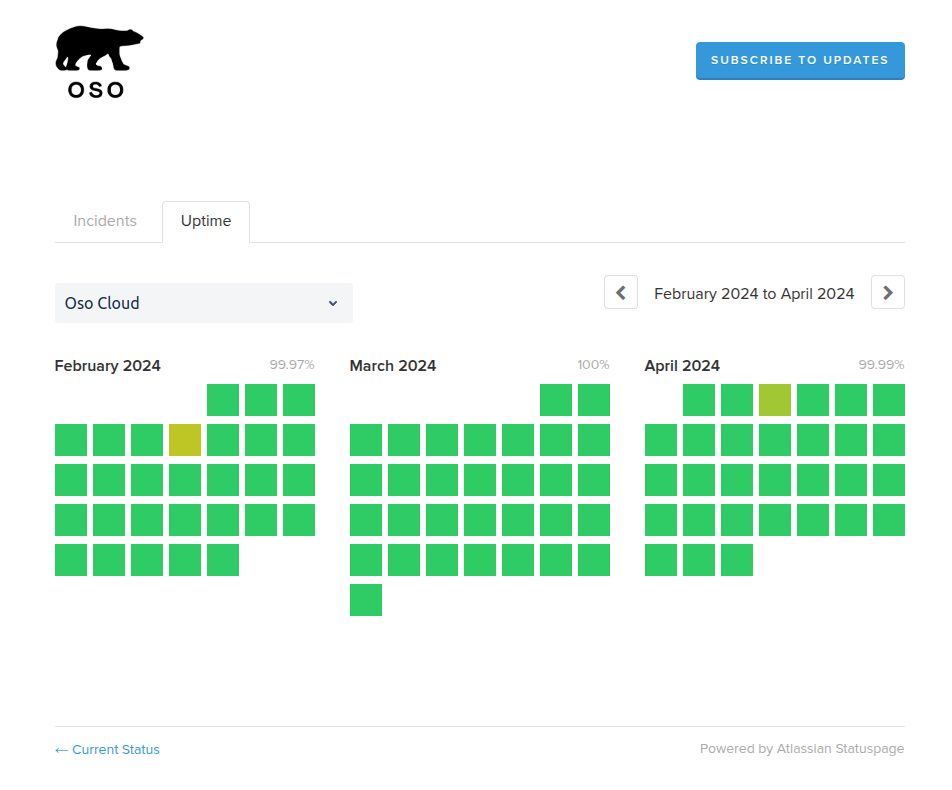 OSO
SUBSCRIBE TO UPDATES
Incidents
Uptime
Oso Cloud
February 2024 to April 2024
February 2024 99.97%
March 2024 100%
April 2024 99.99%
← Current Status
Powered by Atlassian Statuspage